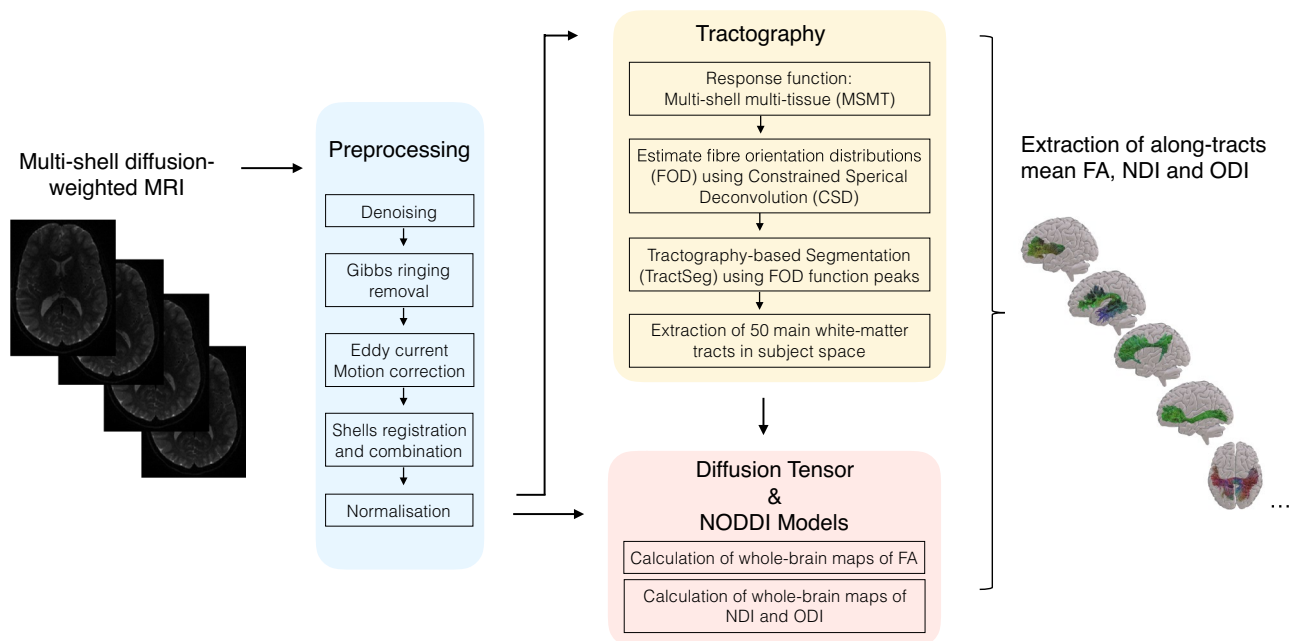 Multi-shell diffusion-
weighted MRI
Preprocessing
Denoising
Gibbs ringing
removal
Eddy current
Motion correction
Shells registration
and combination
Normalisation
Tractography
Response function:
Multi-shell multi-tissue (MSMT)
Estimate fibre orientation distributions
(FOD) using Constrained Sperical
Deconvolution (CSD)
Tractography-based Segmentation
(TractSeg) using FOD function peaks
Extraction of 50 main white-matter
tracts in subject space
Diffusion Tensor
&
NODDI Models
Calculation of whole-brain maps of FA
Calculation of whole-brain maps of
NDI and ODI
Extraction of along-tracts
mean FA, NDI and ODI
...